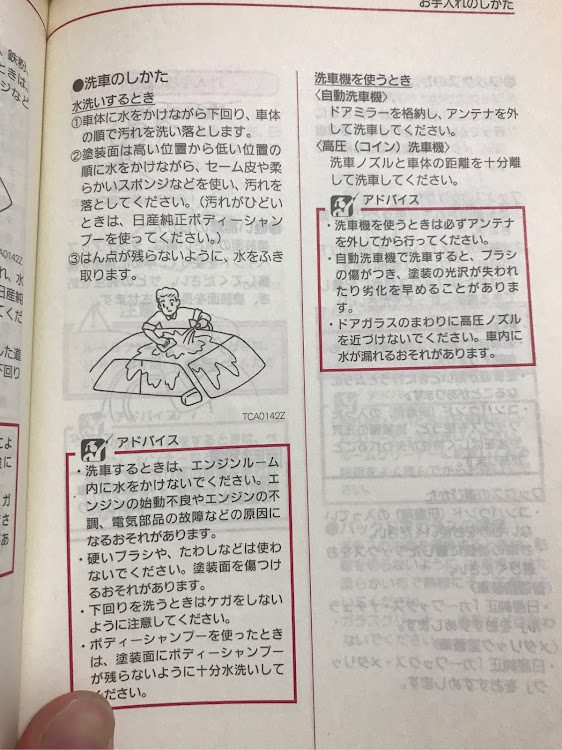 お手入れのしかた
●洗車のしかた
水洗いするとき
①車体に水をかけながら下回り、車体
の順で汚れを洗い落とします。
②塗装面は高い位置から低い位置の
順に水をかけながら、セーム皮や柔
らかいスポンジなどを使い、汚れを
落としてください。（汚れがひどい
ときは、日産純正ボディーシャン
プーを使ってください。）
③はん点が残らないように、水をふき
取ります。
TCA0142Z
アドバイス
・洗車するときは、エンジンルーム
内に水をかけないでください。エ
ンジンの始動不良やエンジンの不
調、電気部品の故障などの原因に
なるおそれがあります。
・硬いブラシや、たわしなどは使わ
ないでください。塗装面を傷つけ
るおそれがあります。
・下回りを洗うときはケガをしない
ように注意してください。
・ボディーシャンプーを使ったとき
は、塗装面にボディーシャンプー
が残らないように十分水洗いして
ください。
洗車機を使うとき
〈自動洗車機〉
ドアミラーを格納し、アンテナを外
して洗車してください。
〈高圧（コイン）洗車機〉
洗車ノズルと車体の距離を十分離
して洗車してください。
アドバイス
・洗車機を使うときは必ずアンテナ
を外してから行ってください。
・自動洗車機で洗車すると、ブラシ
の傷がつき、塗装の光沢が失われ
たり劣化を早めることがありま
す。
・ドアガラスのまわりに高圧ノズル
を近づけないでください。車内に
水が漏れるおそれがあります。